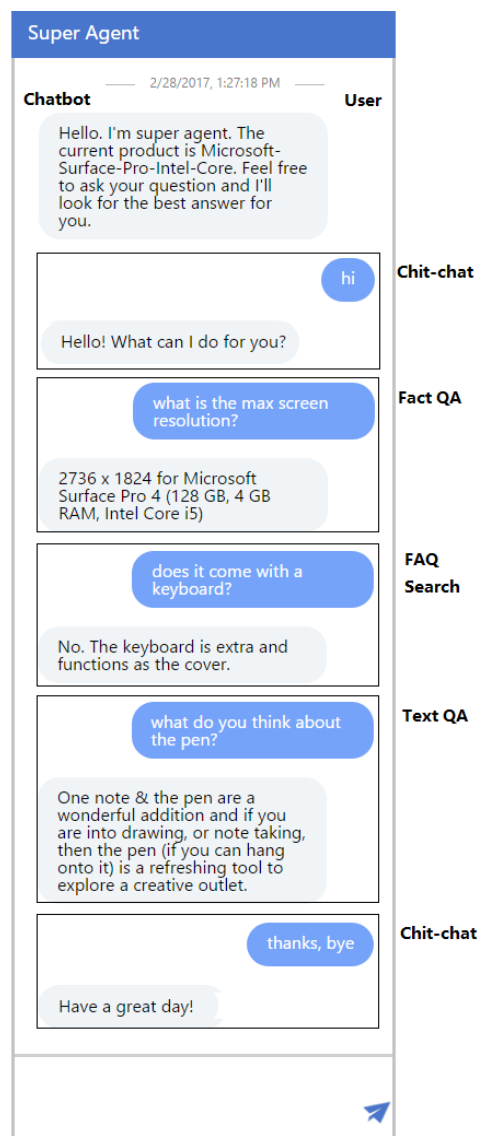 Super Agent
2/28/2017, 1:27:18 PM
Chatbot
User
Hello. I'm super agent. The
current product is Microsoft-
Surface-Pro-Intel-Core. Feel free
to ask your question and I'll
look for the best answer for
you.
Chit-chat
hi
Hello! What can I do for you?
Fact QA
what is the max screen
resolution?
2736 x 1824 for Microsoft
Surface Pro 4 (128 GB, 4 GB
RAM, Intel Core i5)
FAQ
Search
does it come with a
keyboard?
No. The keyboard is extra and
functions as the cover.
Text QA
what do you think about
the pen?
One note & the pen are a
wonderful addition and if you
are into drawing, or note taking,
then the pen (if you can hang
onto it) is a refreshing tool to
explore a creative outlet.
Chit-chat
thanks, bye
Have a great day!